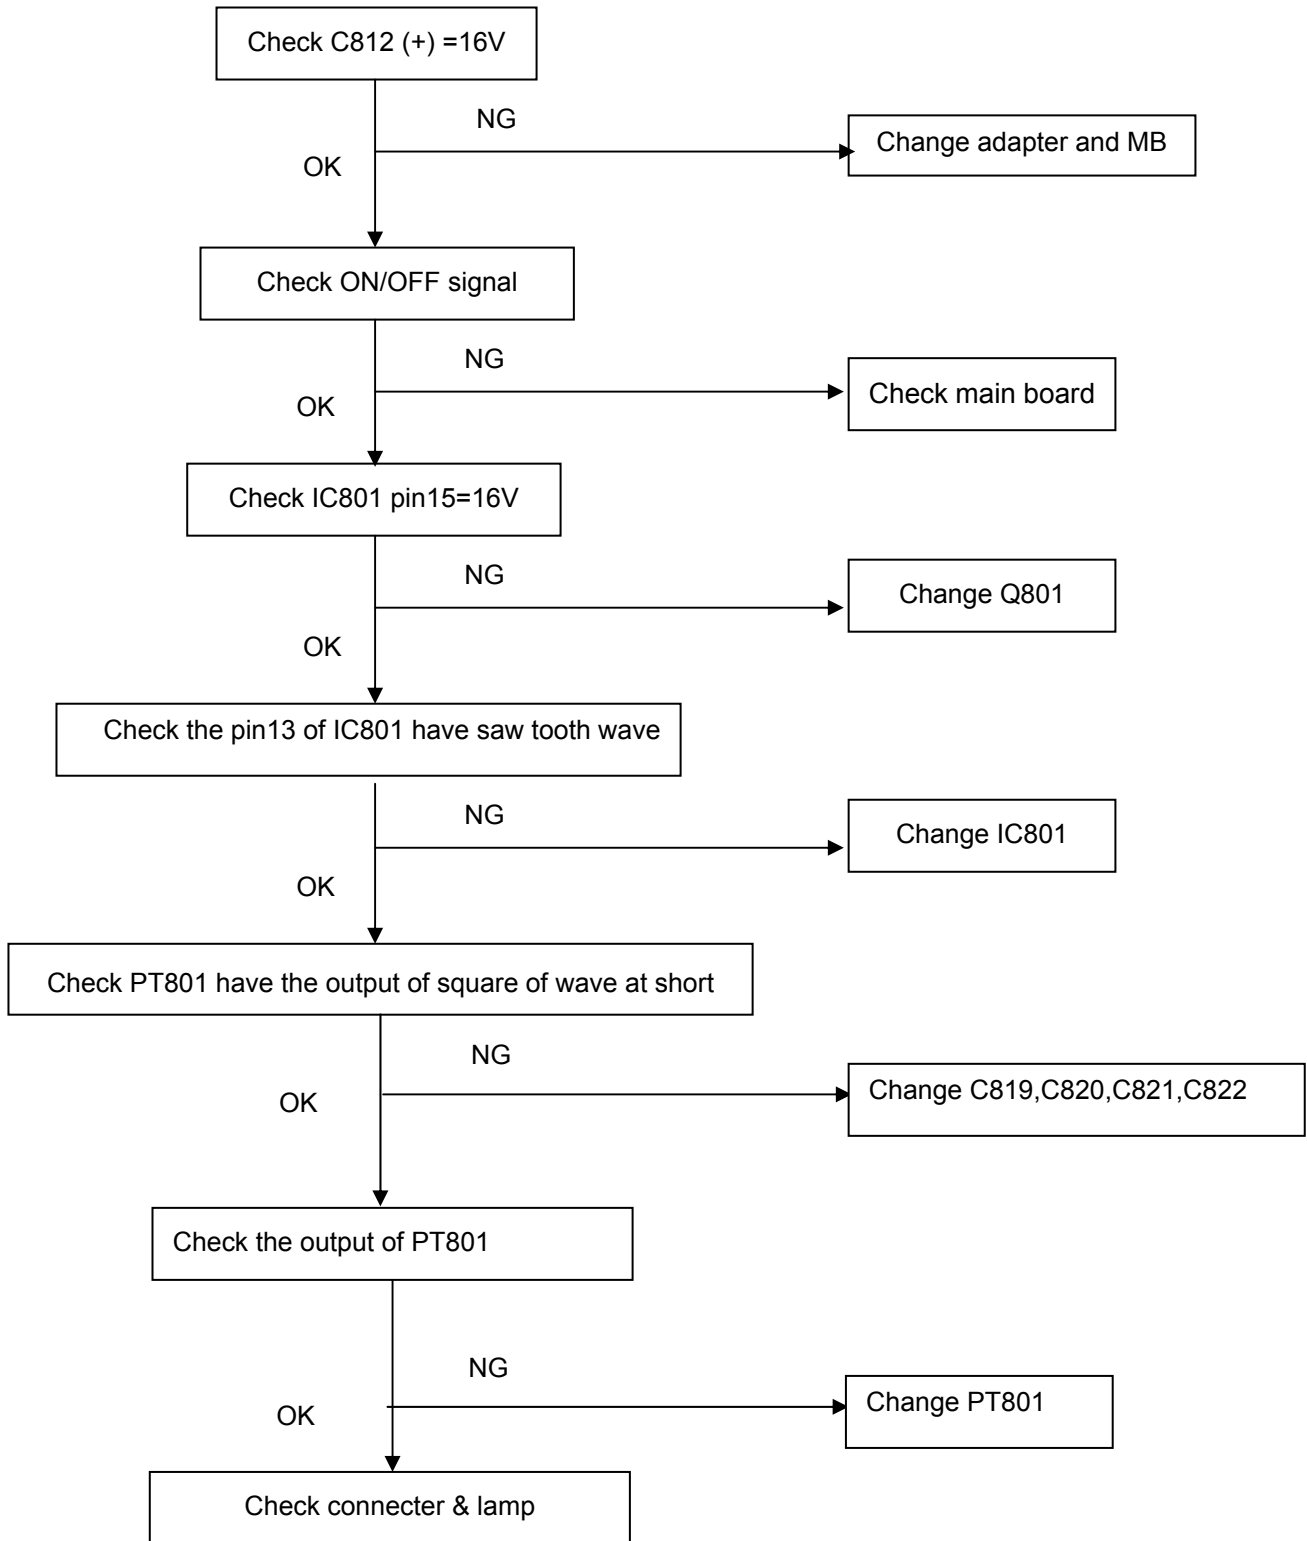 Check C812 (+) =16V
NG
Change adapter and MB
OK
Check ON/OFF signal
NG
Check main board
OK
Check IC801 pin15=16V
NG
Change Q801
OK
Check the pin13 of IC801 have saw tooth wave
NG
Change IC801
OK
Check PT801 have the output of square of wave at short
NG
Change C819,C820,C821,C822
OK
Check the output of PT801
NG
Change PT801
OK
Check connecter & lamp